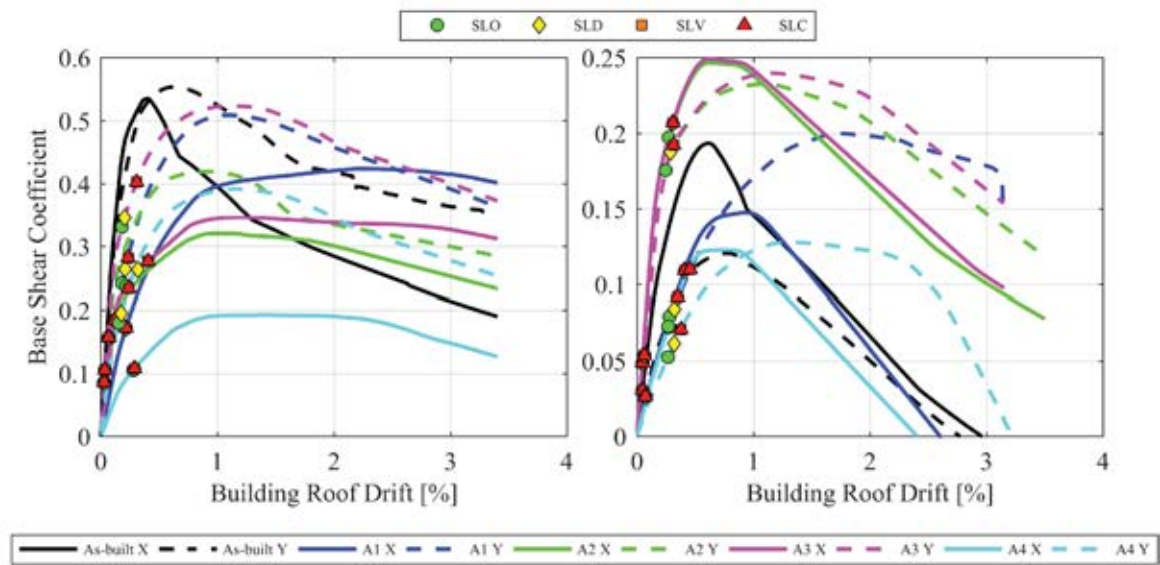 SLO SLD SLV SLC
0.6
0.5
0.4
0.3
0.2
0.1
0
0 1 2 3 4
Base Shear Coefficient
Building Roof Drift [%]
0.25
0.2
0.15
0.1
0.05
0
0 1 2 3 4
Building Roof Drift [%]
As-built X As-built Y A1 X A1 Y A2 X A2 Y A3 X A3 Y A4 X A4 Y